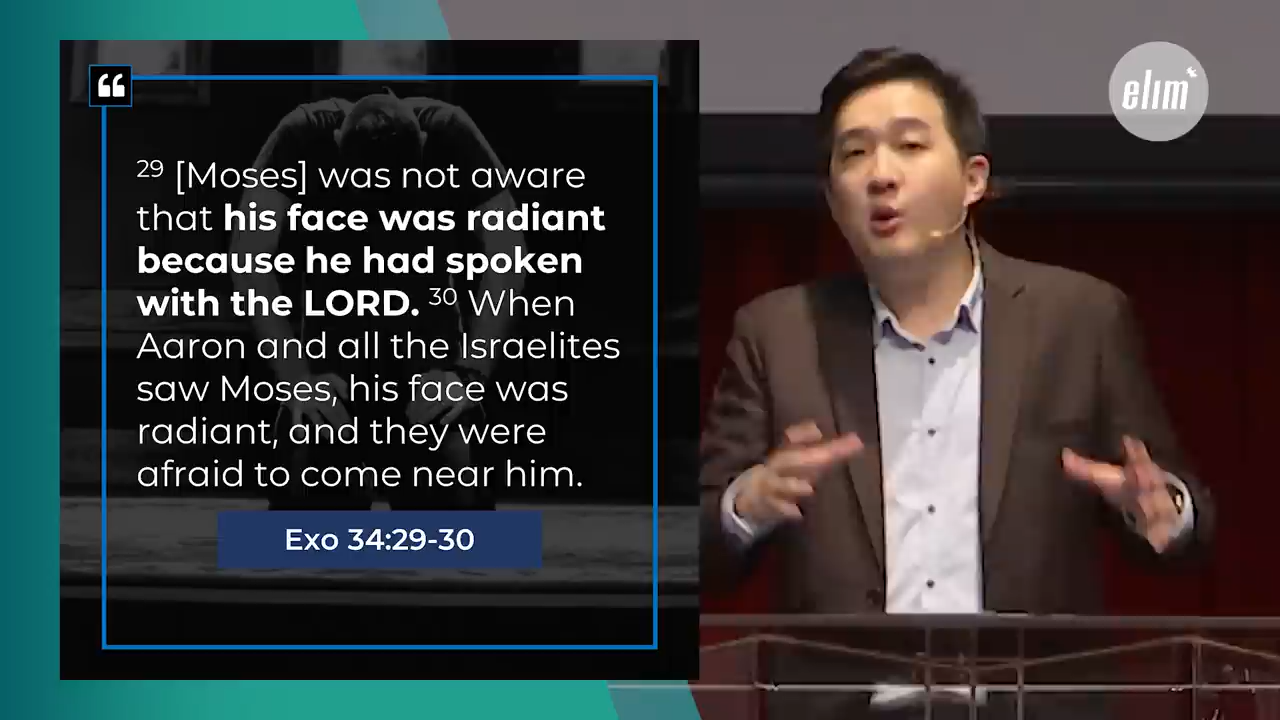 “
29 [Moses] was not aware
that his face was radiant
because he had spoken
with the LORD. 30 When
Aaron and all the Israelites
saw Moses, his face was
radiant, and they were
afraid to come near him.
Exo 34:29-30
elim